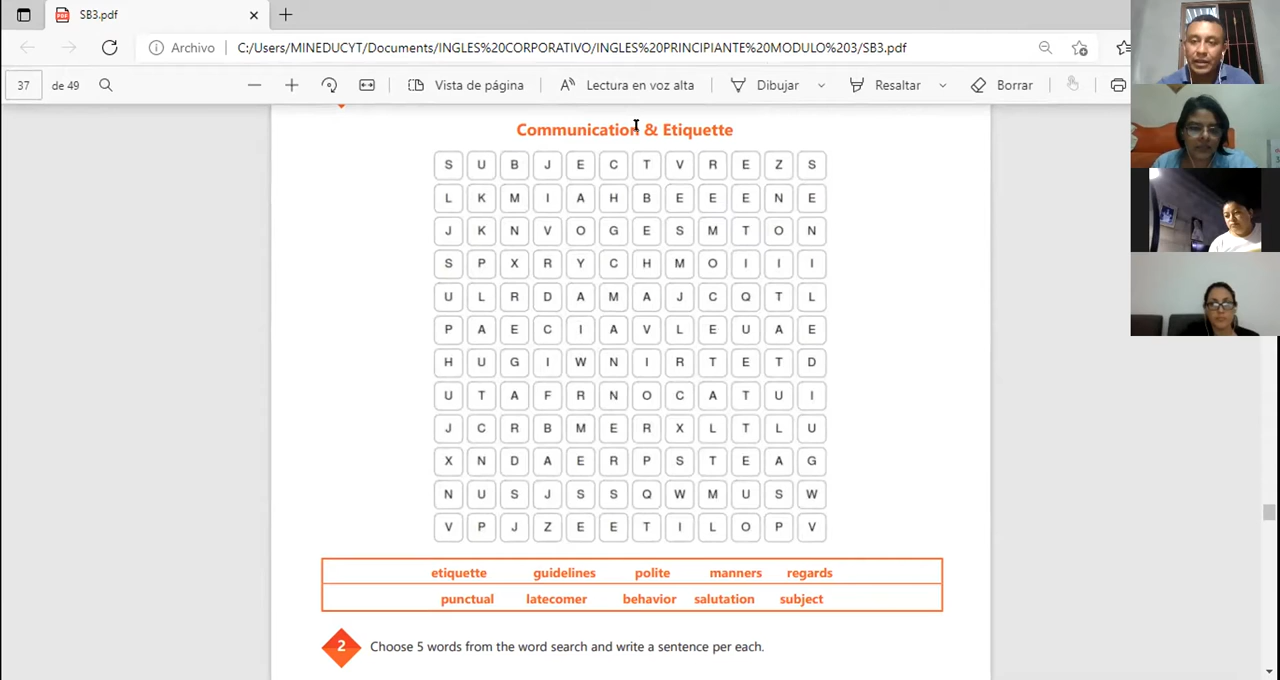 SB3.pdf
Archivo C:/Users/MINEDUCYT/Documents/INGLES%20CORPORATIVO/INGLES%20PRINCIPIANTE%20MODULO%203/SB3.pdf
37 de 49 Vista de página Lectura en voz alta Dibujar Resaltar Borrar
Communication & Etiquette
S U B J E C T V R E Z S
L K M I A H B E E E N E
J K N V O G E S M T O N
S P X R Y C H M O I I I
U L R D A M A J C Q T L
P A E C I A V L E U A E
H U G I W N I R T E T D
U T A F R N O C A T U I
J C R B M E R X L T L U
X N D A E R P S T E A G
N U S J S S Q W M U S W
V P J Z E E T I L O P V
etiquette guidelines polite manners regards
punctual latecomer behavior salutation subject
2 Choose 5 words from the word search and write a sentence per each.